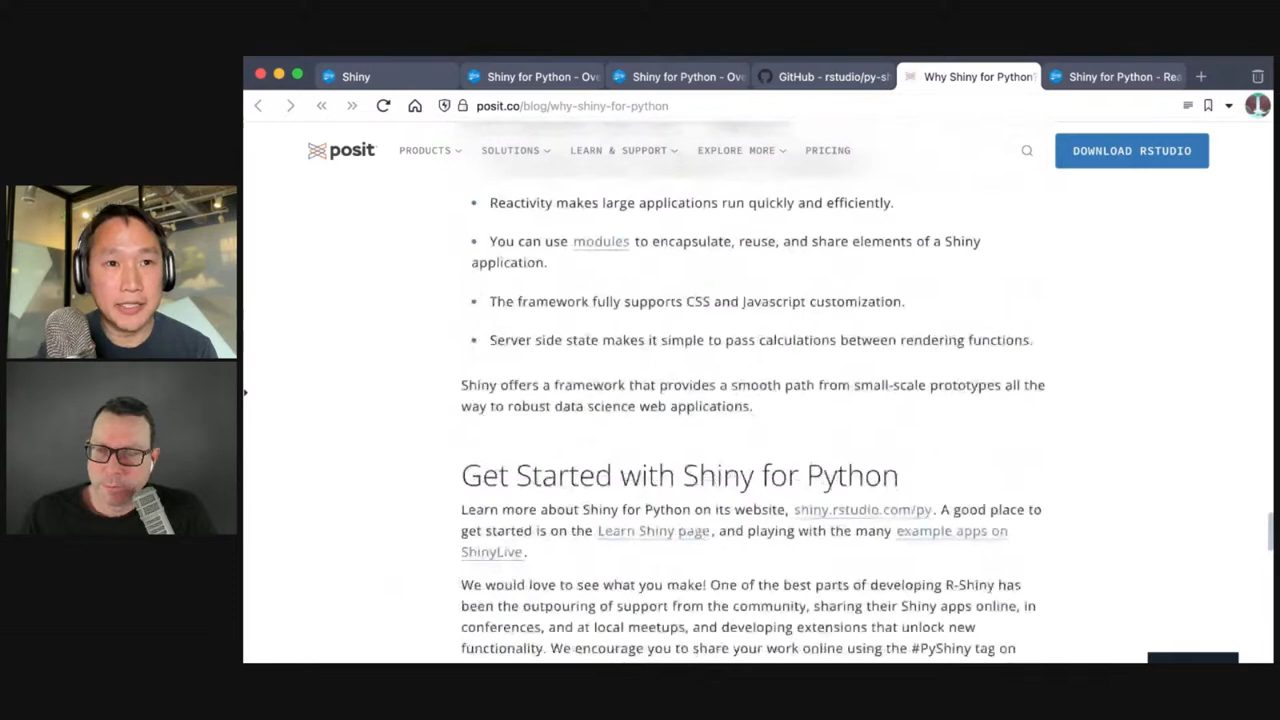 Shiny
Shiny for Python - Ove
Shiny for Python - Ove
GitHub - rstudio/py-sh
Why Shiny for Python?
Shiny for Python - Rea
posit.co/blog/why-shiny-for-python
posit
PRODUCTS
SOLUTIONS
LEARN & SUPPORT
EXPLORE MORE
PRICING
DOWNLOAD RSTUDIO
• Reactivity makes large applications run quickly and efficiently.
• You can use modules to encapsulate, reuse, and share elements of a Shiny
application.
• The framework fully supports CSS and Javascript customization.
• Server side state makes it simple to pass calculations between rendering functions.
Shiny offers a framework that provides a smooth path from small-scale prototypes all the
way to robust data science web applications.
Get Started with Shiny for Python
Learn more about Shiny for Python on its website, shiny.rstudio.com/py. A good place to
get started is on the Learn Shiny page, and playing with the many example apps on
ShinyLive.
We would love to see what you make! One of the best parts of developing R-Shiny has
been the outpouring of support from the community, sharing their Shiny apps online, in
conferences, and at local meetups, and developing extensions that unlock new
functionality. We encourage you to share your work online using the #PyShiny tag on